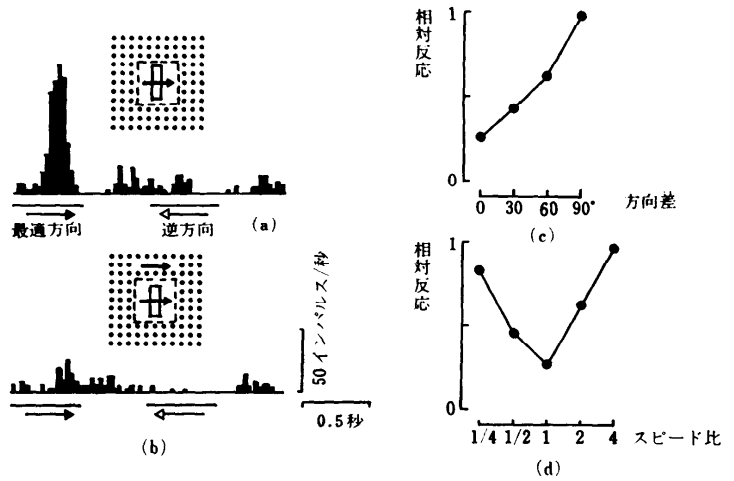 最適方向
逆方向
(a)
50インパルス/秒
0.5秒
(b)
相対反応
1
0
0 30 60 90°
方向差
(c)
相対反応
1
0
1/4 1/2 1 2 4
スピード比
(d)